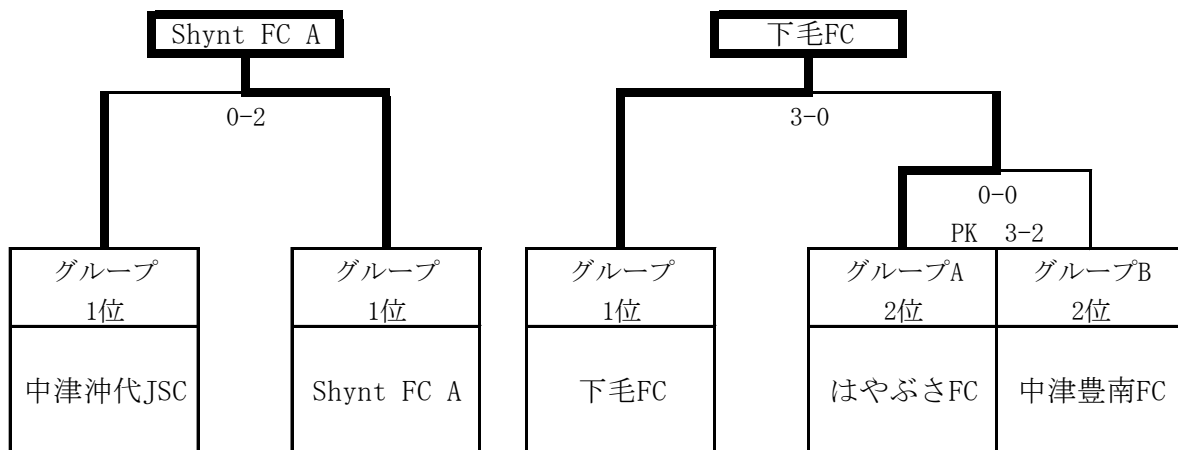 Shynt FC A
下毛FC
0-2
3-0
0-0
PK 3-2
グループ
1位
グループ
1位
グループ
1位
グループA
2位
グループB
2位
中津沖代JSC
Shynt FC A
下毛FC
はやぶさFC
中津豊南FC